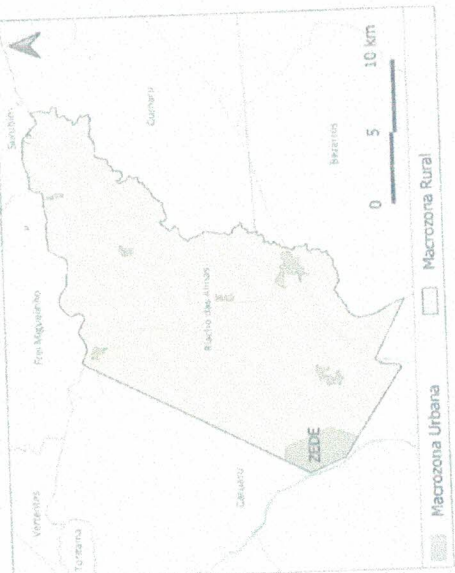 Surubim
Frei Miguelinho
Cumaru
Vertentes
Toritama
Riacho das Almas
Caruaru
Bezerros
ZEDE
0 5 10 km
Macrozona Urbana
Macrozona Rural